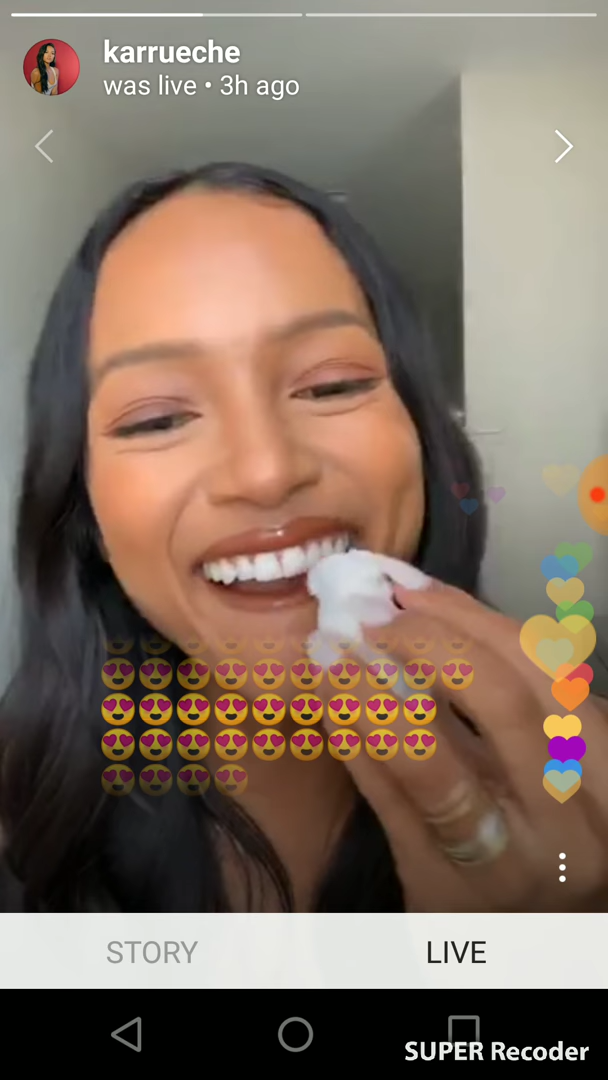 karrueche
was live • 3h ago
STORY
LIVE
SUPER Recoder